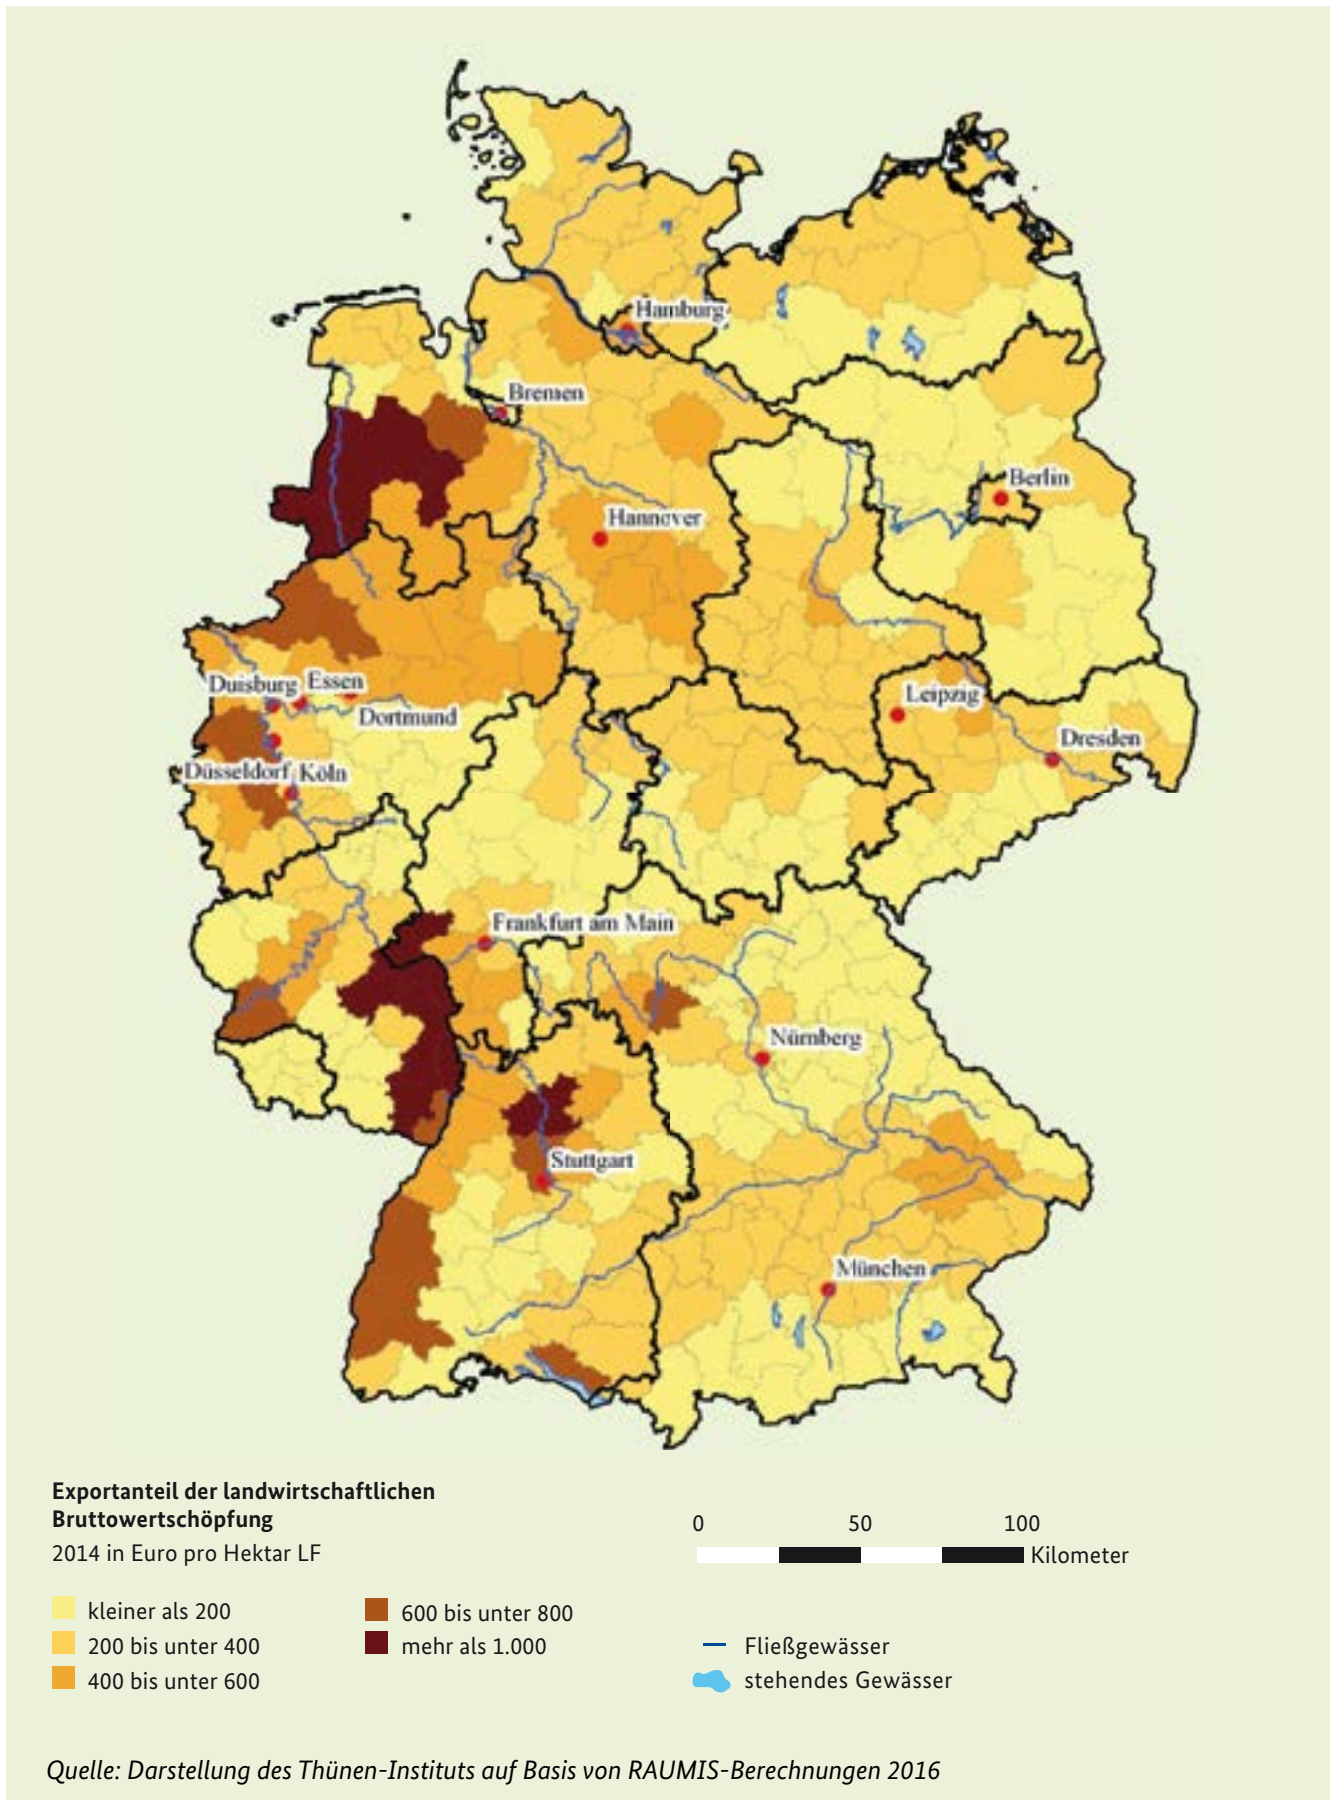 Hamburg
Bremen
Berlin
Hannover
Duisburg
Essen
Leipzig
Dortmund
Dresden
Düsseldorf
Köln
Frankfurt am Main
Nürnberg
Stuttgart
München
Exportanteil der landwirtschaftlichen
Bruttowertschöpfung
2014 in Euro pro Hektar LF
0 50 100
Kilometer
kleiner als 200
200 bis unter 400
400 bis unter 600
600 bis unter 800
mehr als 1.000
Fließgewässer
stehendes Gewässer
Quelle: Darstellung des Thünen-Instituts auf Basis von RAUMIS-Berechnungen 2016